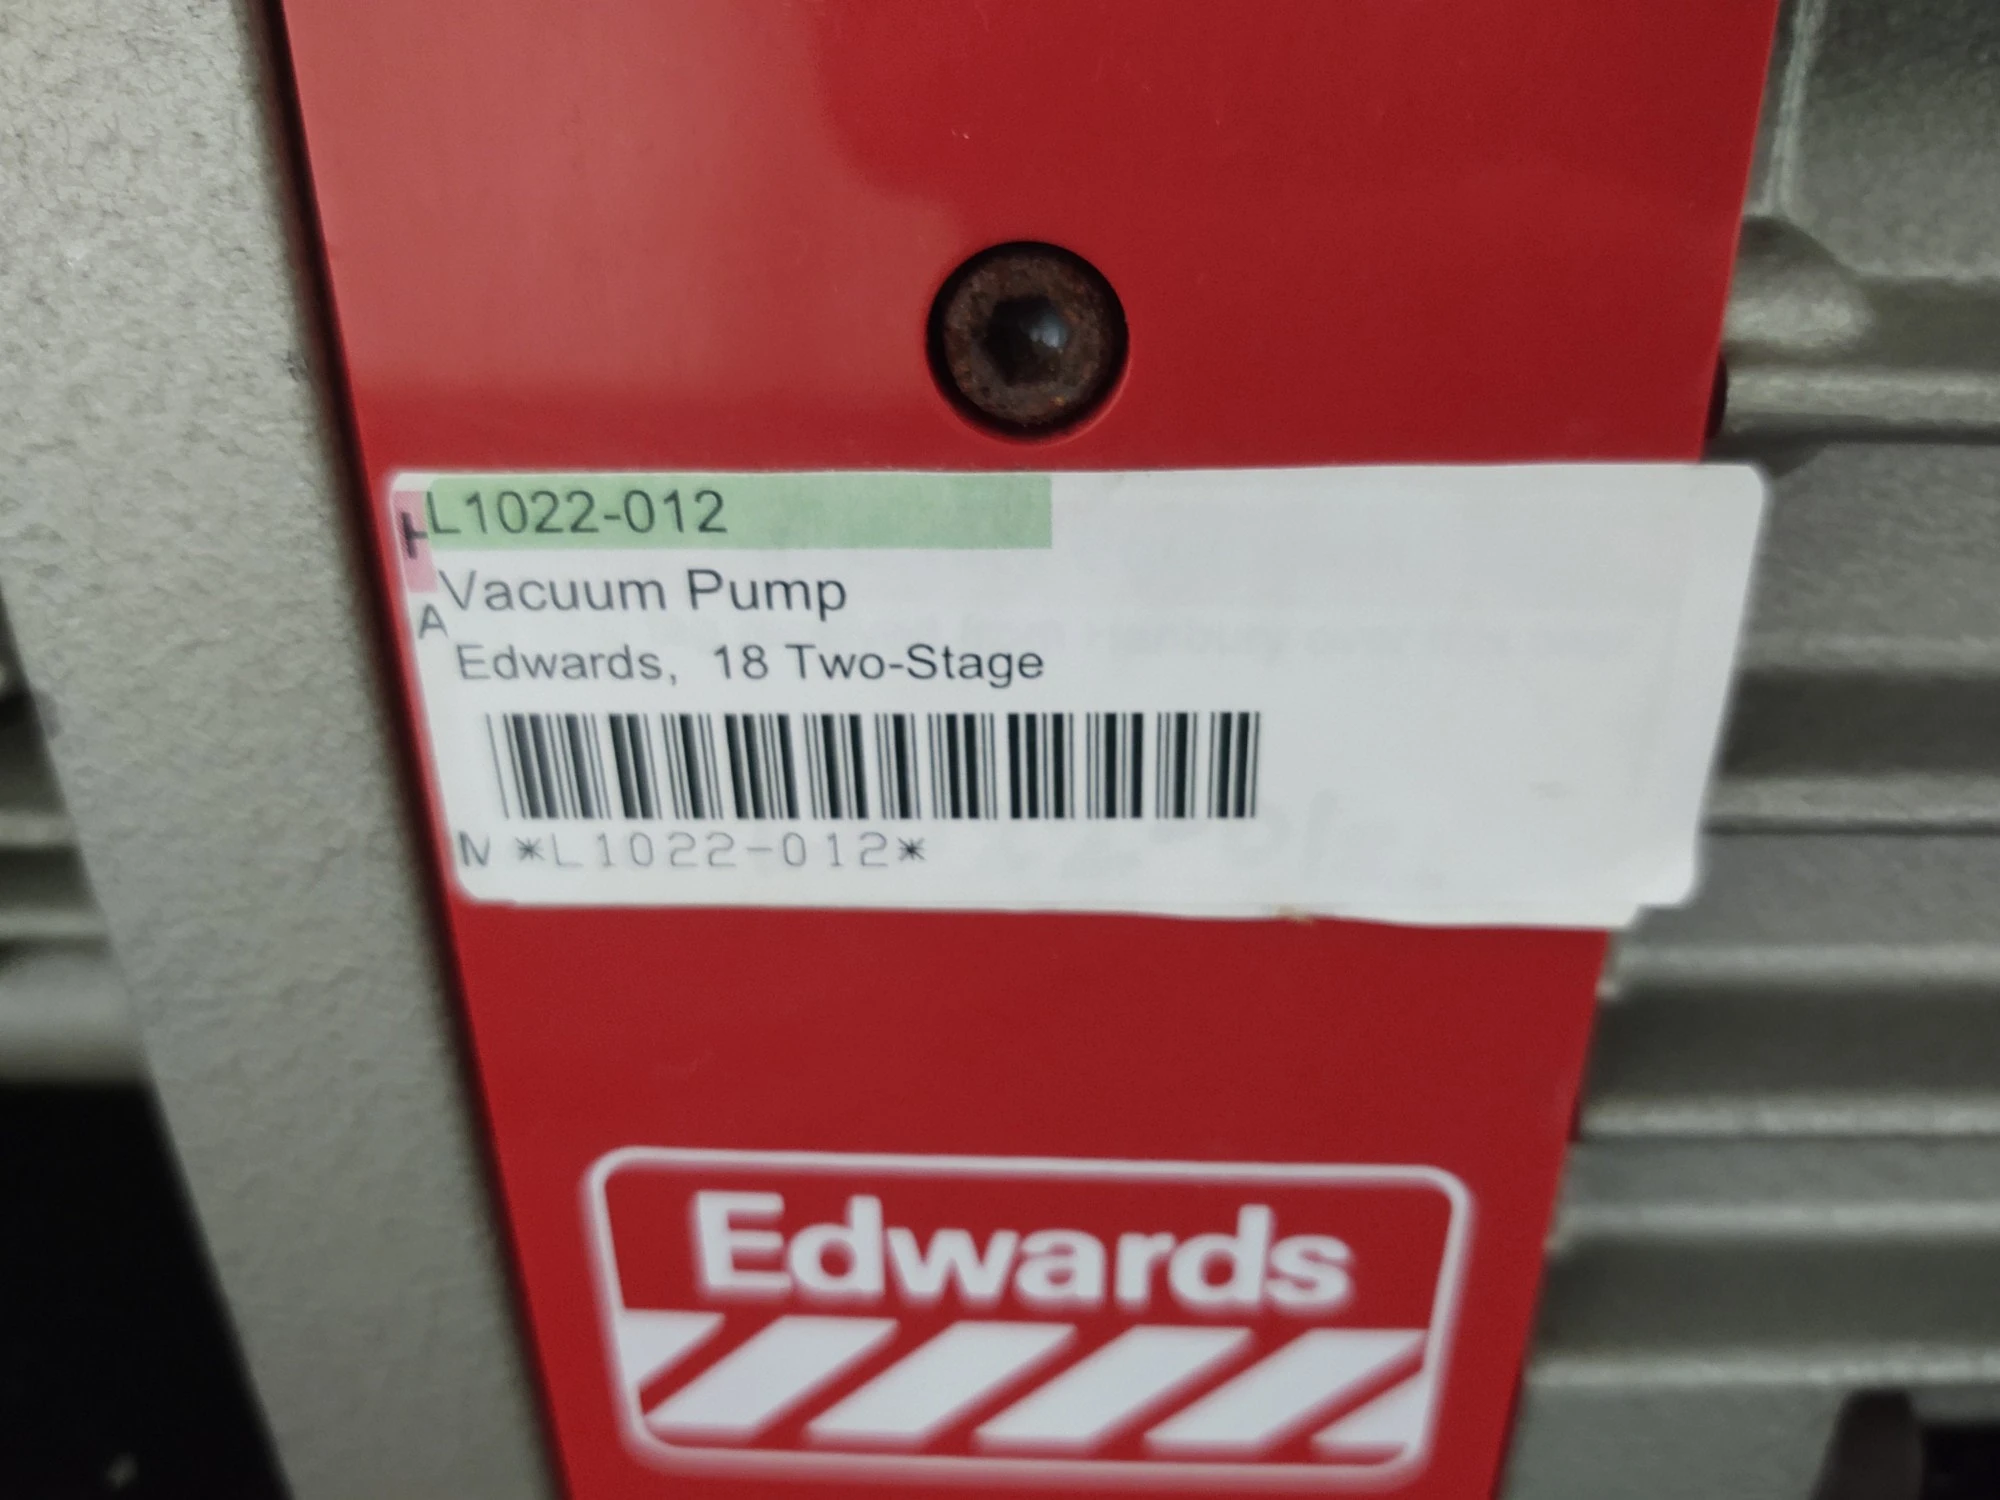 L1022-012
Vacuum Pump
A
Edwards, 18 Two-Stage
M *L1022-012*
Edwards